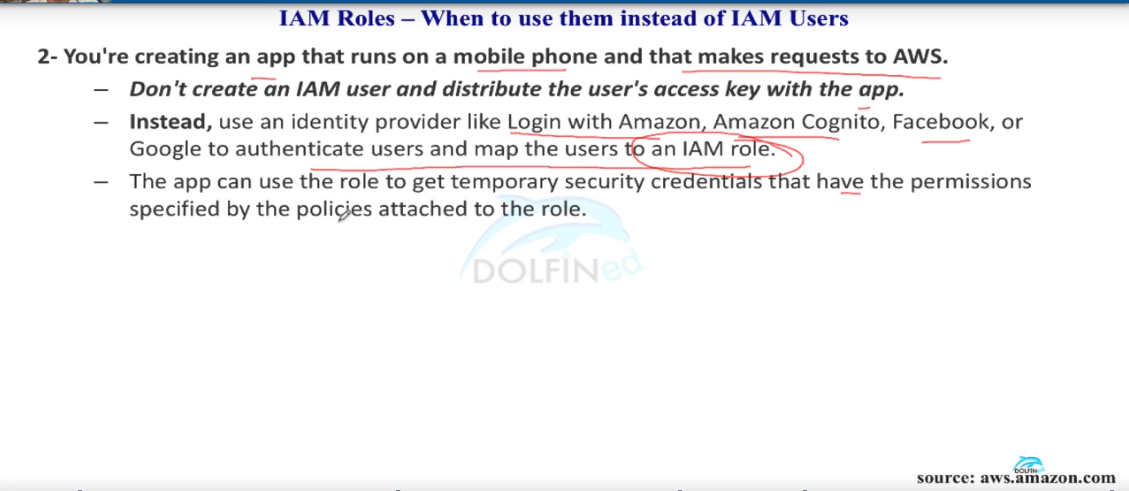 IAM Roles – When to use them instead of IAM Users
2- You're creating an app that runs on a mobile phone and that makes requests to AWS.
– Don't create an IAM user and distribute the user's access key with the app.
– Instead, use an identity provider like Login with Amazon, Amazon Cognito, Facebook, or
Google to authenticate users and map the users to an IAM role.
– The app can use the role to get temporary security credentials that have the permissions
specified by the policies attached to the role.
DOLFINed
DOLFINed
source: aws.amazon.com